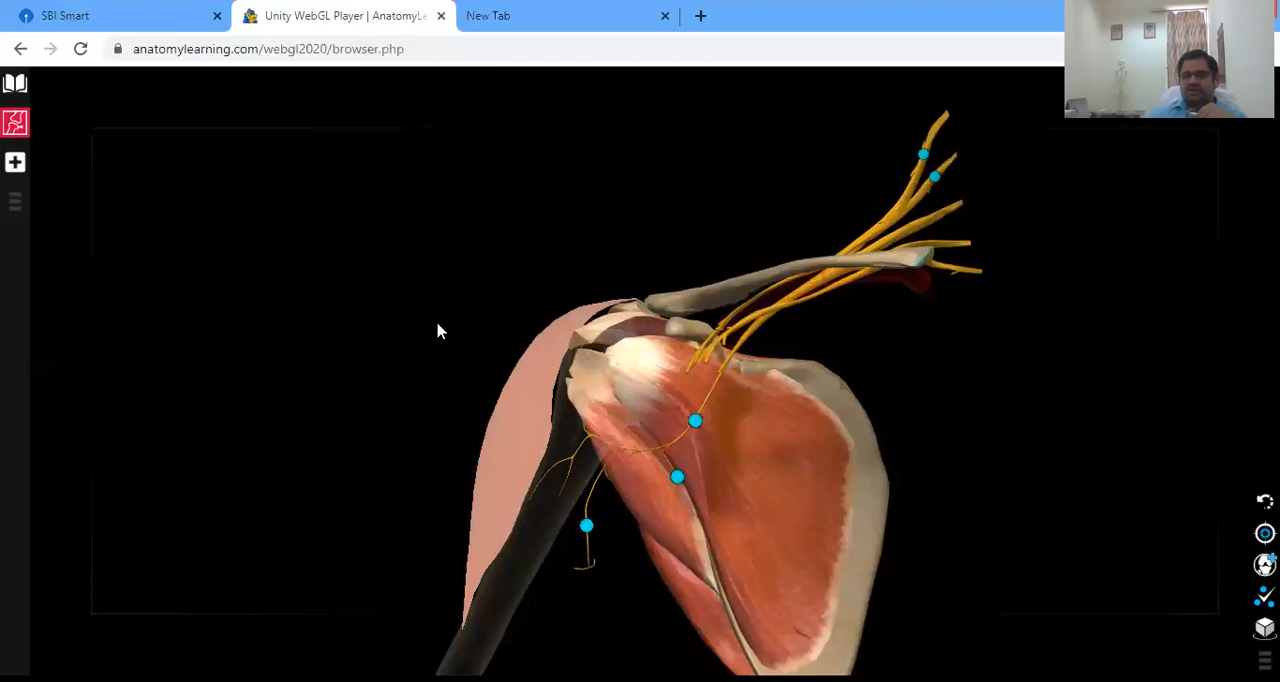 SBI Smart
Unity WebGL Player | AnatomyLe
New Tab
anatomylearning.com/webgl2020/browser.php